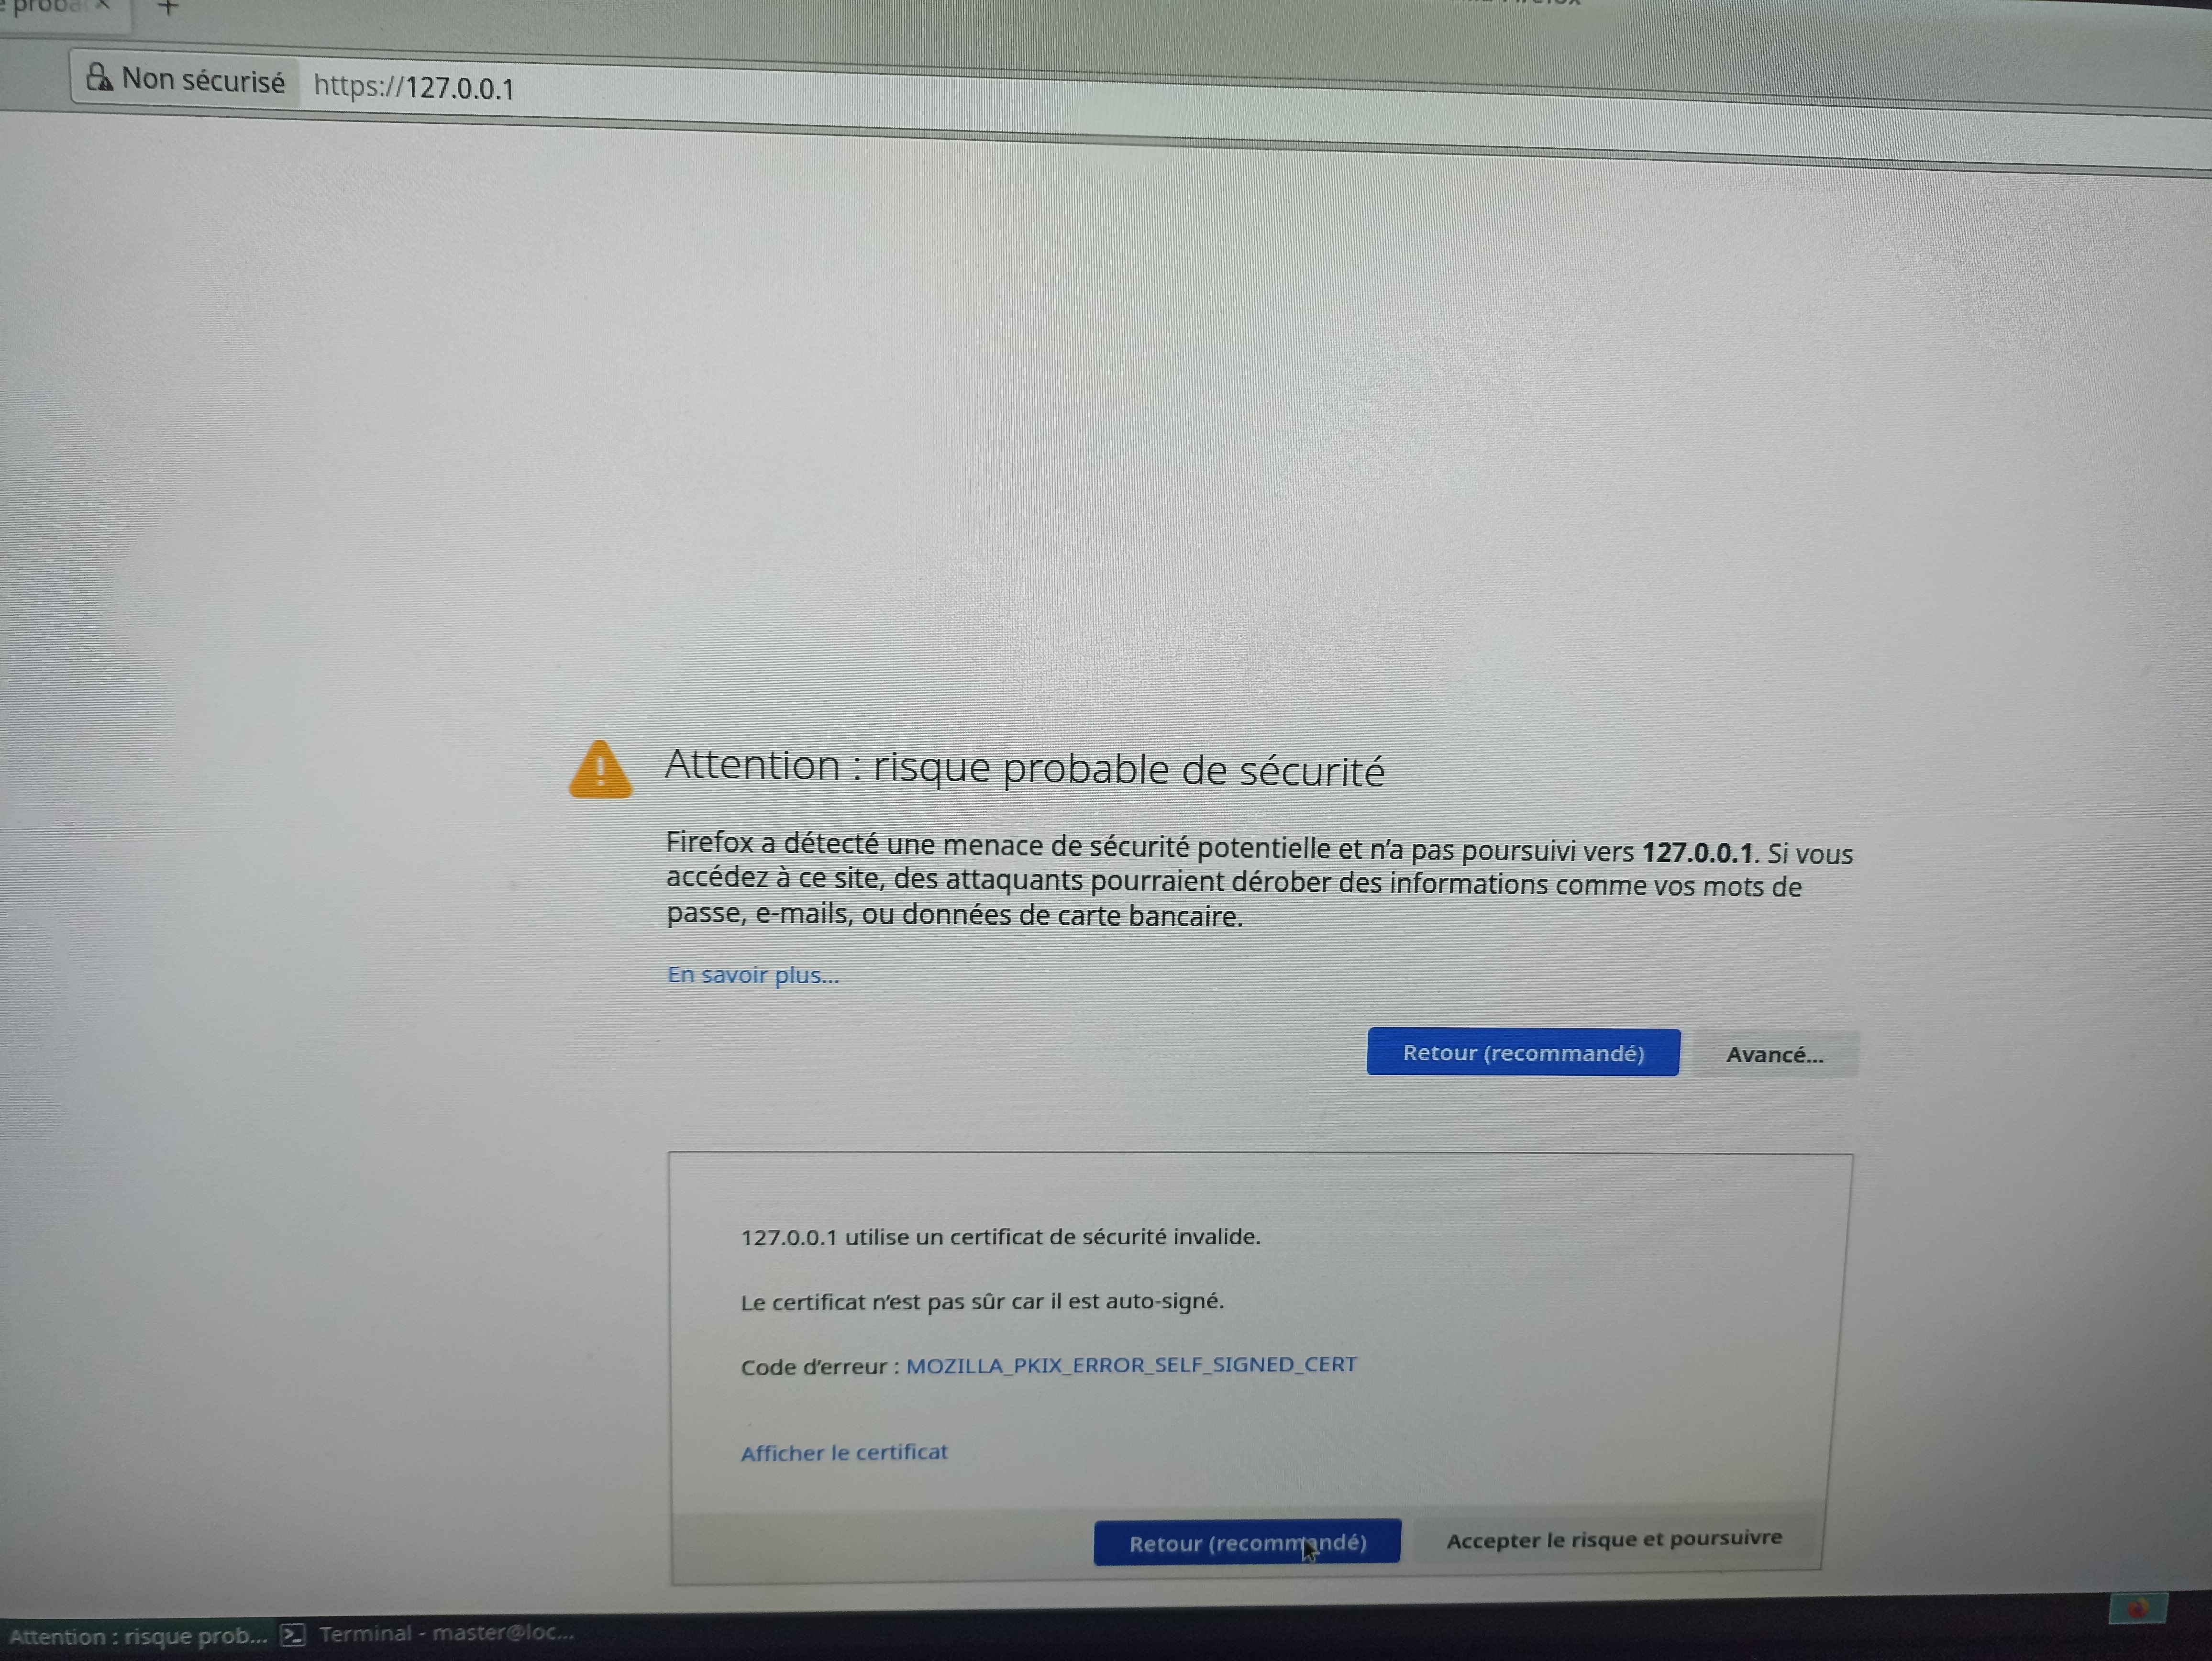 Non sécurisé https://127.0.0.1
Attention : risque probable de sécurité
Firefox a détecté une menace de sécurité potentielle et n'a pas poursuivi vers 127.0.0.1. Si vous
accédez à ce site, des attaquants pourraient dérober des informations comme vos mots de
passe, e-mails, ou données de carte bancaire.
En savoir plus...
Retour (recommandé) Avancé...
127.0.0.1 utilise un certificat de sécurité invalide.
Le certificat n'est pas sûr car il est auto-signé.
Code d'erreur : MOZILLA_PKIX_ERROR_SELF_SIGNED_CERT
Afficher le certificat
Retour (recommandé) Accepter le risque et poursuivre
Attention : risque prob... Terminal - master@loc...